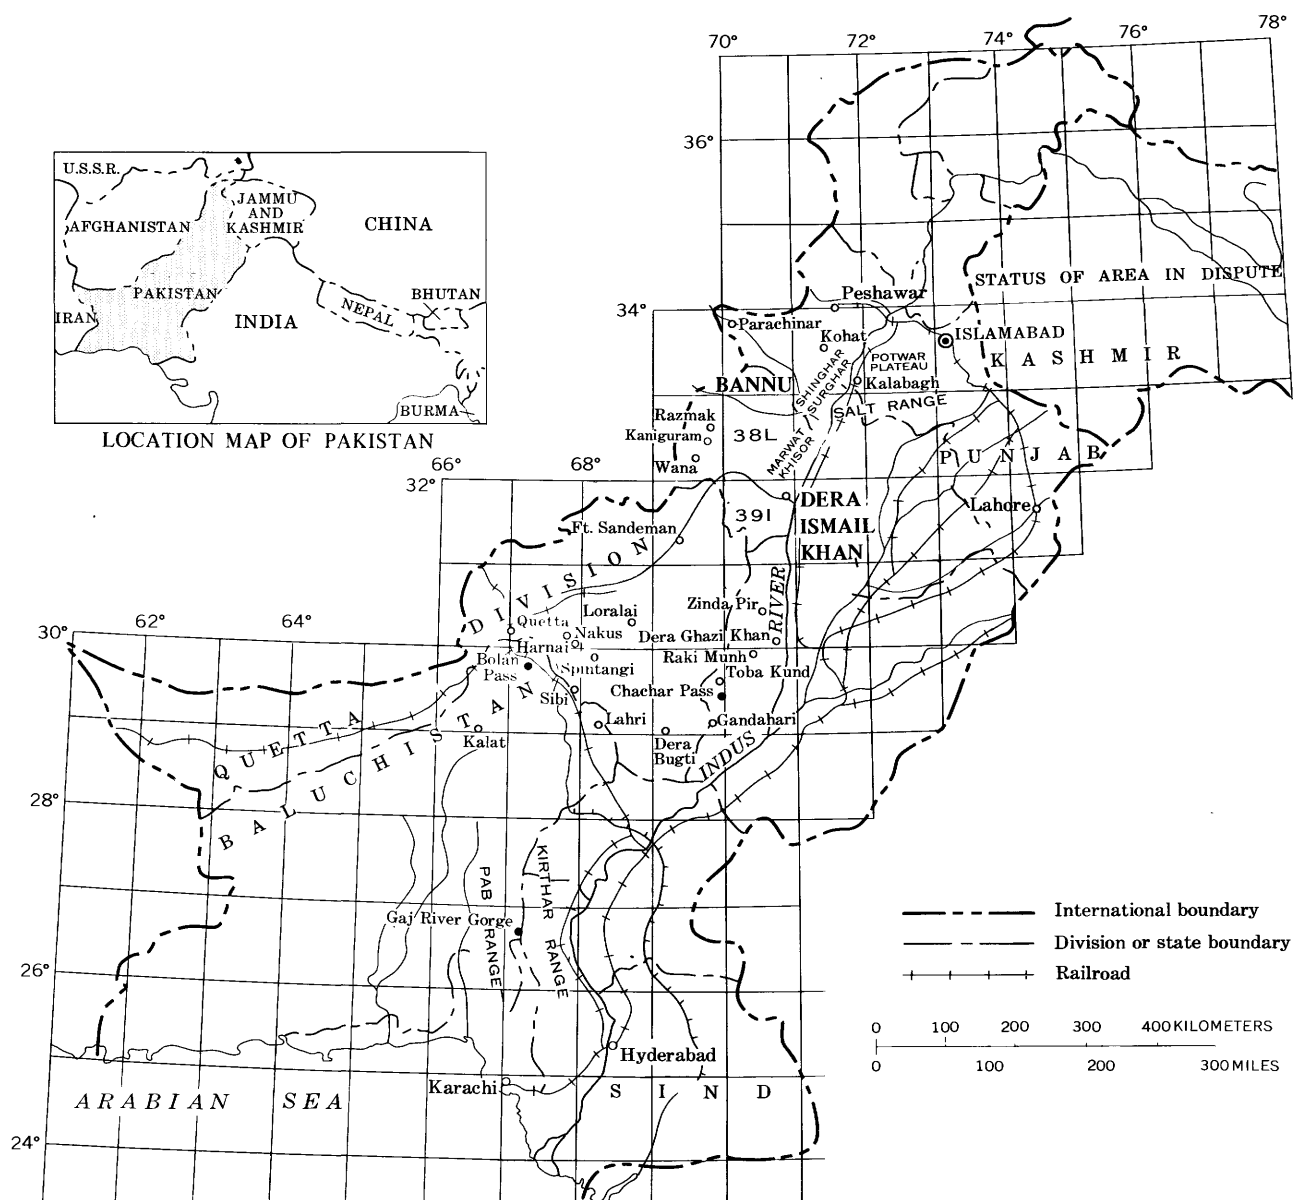 70°
72°
74°
76°
78°
36°
34°
32°
66°
68°
62°
64°
30°
28°
26°
24°
U.S.S.R.
AFGHANISTAN
JAMMU
AND
KASHMIR
CHINA
PAKISTAN
IRAN
INDIA
NEPAL
BHUTAN
BURMA
LOCATION MAP OF PAKISTAN
STATUS OF AREA IN DISPUTE
KASHMIR
Peshawar
Parachinar
Kohat
ISLAMABAD
POTWAR
PLATEAU
BANNU
SHINGHAR
SURGHAR
Kalabagh
SALT RANGE
Razmak
Kaniguram
Wana
38L
MARWAT
KHISOR
PUNJAB
DERA
ISMAIL
KHAN
39I
Lahore
Ft. Sandeman
QUETTA DIVISION
Zinda Pir
RIVER
Loralai
Quetta
Nakus
Dera Ghazi Khan
Harnai
Raki Munh
Bolan
Pass
Spintangi
Toba Kund
Sibi
Chachar Pass
Lahri
Gandahari
Kalat
Dera
Bugti
INDUS
BALUCHISTAN
KIRTHAR RANGE
PAB RANGE
Gaj River Gorge
Hyderabad
Karachi
SIND
ARABIAN SEA
International boundary
Division or state boundary
Railroad
0 100 200 300 400 KILOMETERS
0 100 200 300 MILES